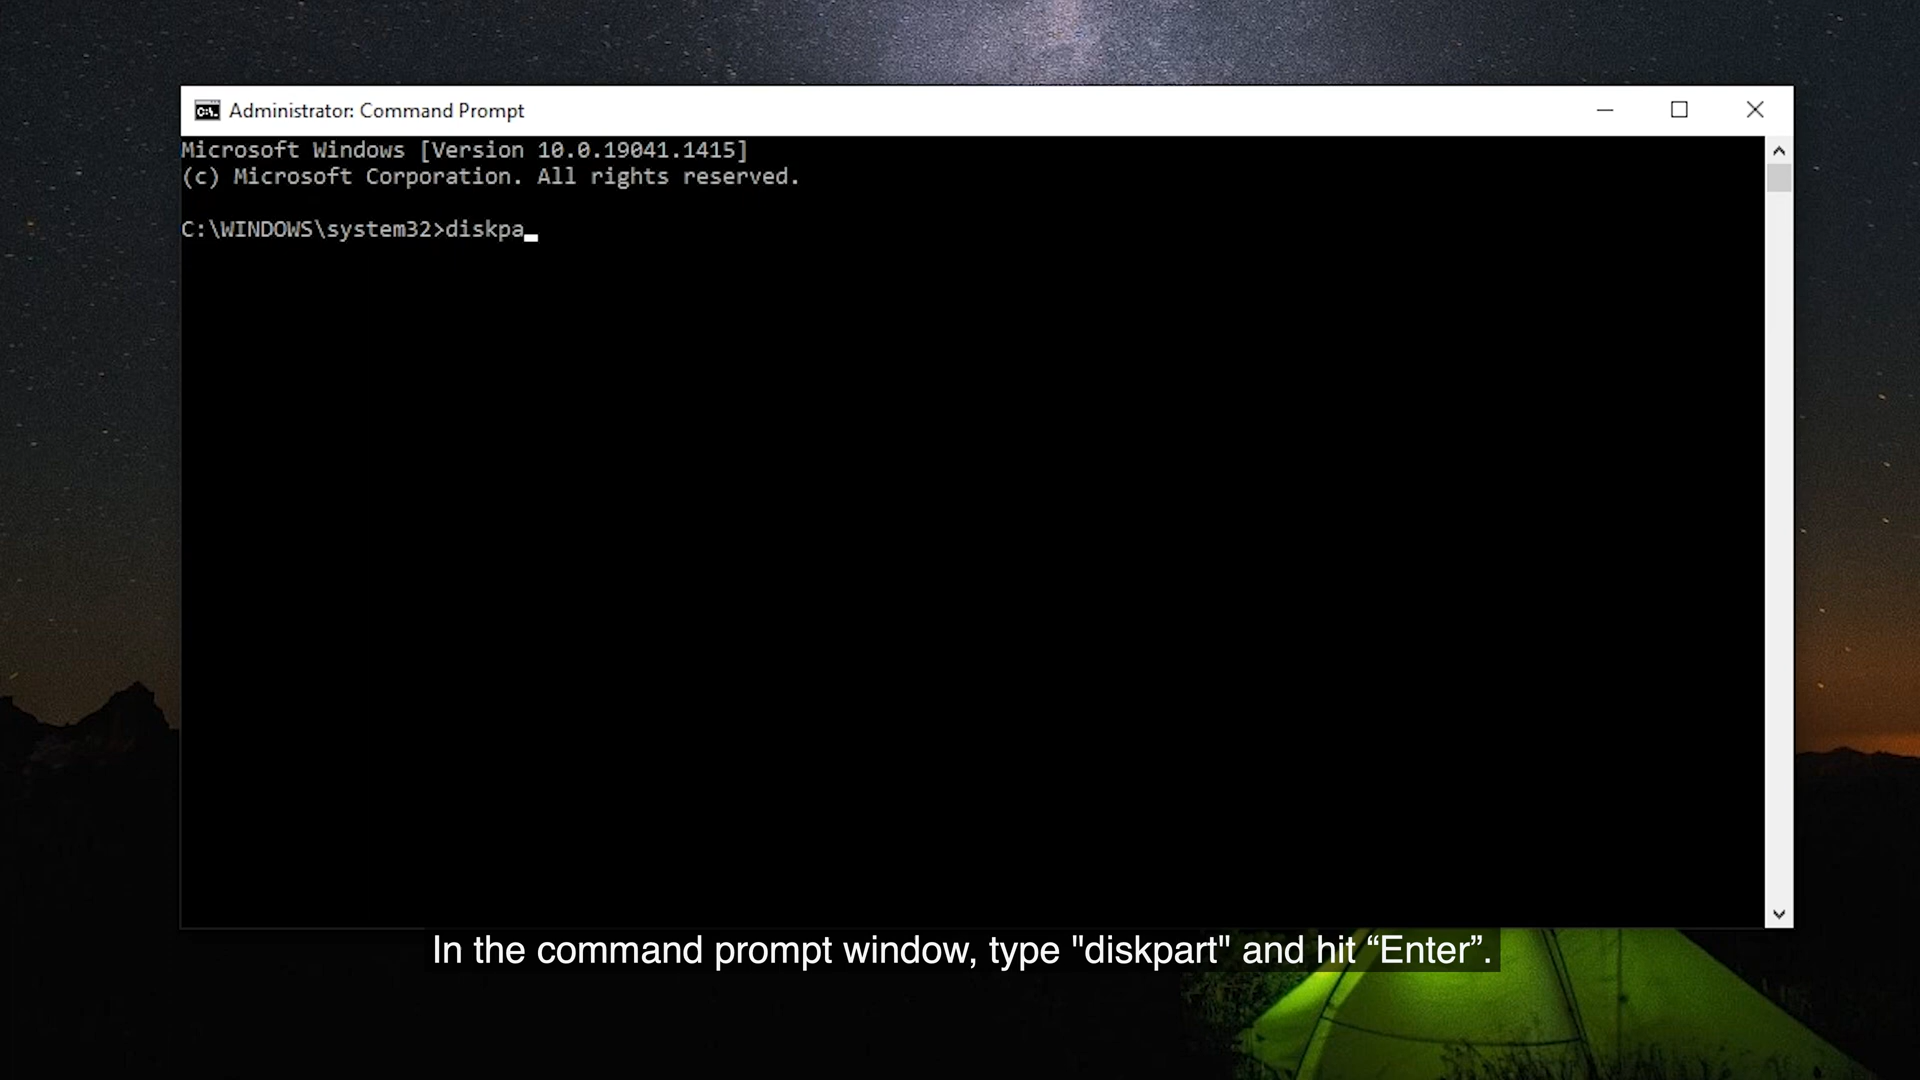 Administrator: Command Prompt
Microsoft Windows [Version 10.0.19041.1415]
(c) Microsoft Corporation. All rights reserved.
C:\WINDOWS\system32>diskpa
In the command prompt window, type "diskpart" and hit “Enter”.